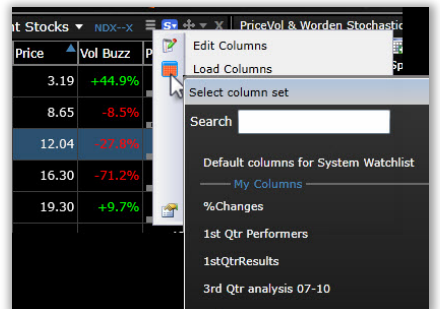 nt Stocks ▾ NDX--X S▾ ▾ X PriceVol & Worden Stochastic
Price Vol Buzz P Edit Columns
Load Columns Sp
3.19 +44.9% Select column set
8.65 -8.5% Search
12.04 -27.8%
Default columns for System Watchlist
16.30 -71.2% My Columns
19.30 +9.7% %Changes
1st Qtr Performers
1stQtrResults
3rd Qtr analysis 07-10